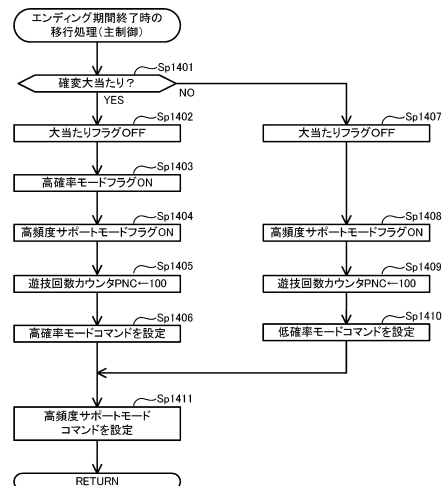 エンディング期間終了時の
移行処理(主制御)
Sp1401
確変大当たり?
NO
YES
Sp1402
大当たりフラグOFF
Sp1407
大当たりフラグOFF
Sp1403
高確率モードフラグON
Sp1404
高頻度サポートモードフラグON
Sp1408
高頻度サポートモードフラグON
Sp1405
遊技回数カウンタPNC←100
Sp1409
遊技回数カウンタPNC←100
Sp1406
高確率モードコマンドを設定
Sp1410
低確率モードコマンドを設定
Sp1411
高頻度サポートモード
コマンドを設定
RETURN